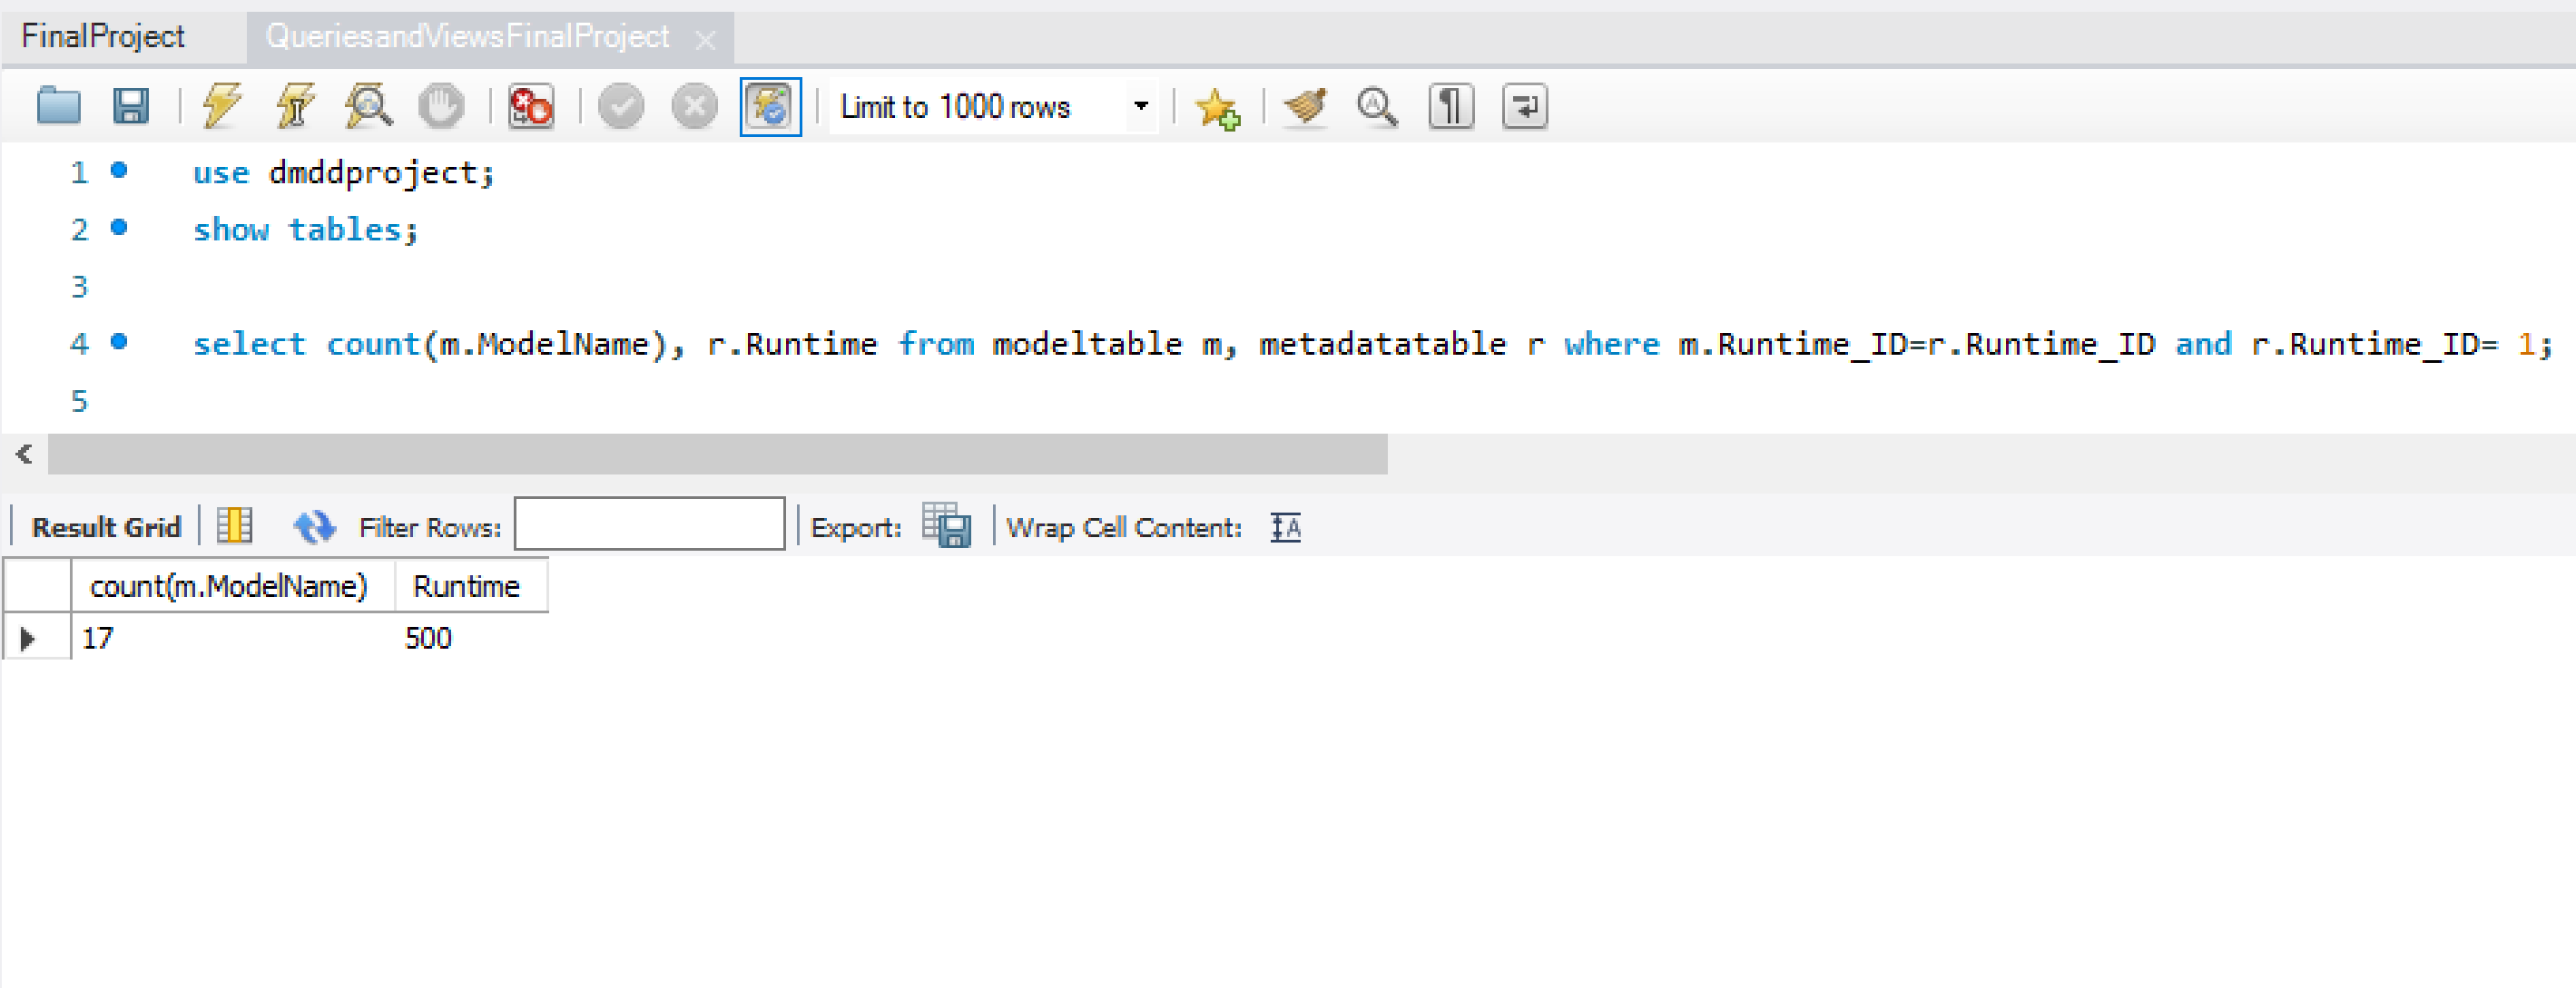 FinalProject QueriesandViewsFinalProject
Limit to 1000 rows
1 use dmddproject;
2 show tables;
3
4 select count(m.ModelName), r.Runtime from modeltable m, metadatatable r where m.Runtime_ID=r.Runtime_ID and r.Runtime_ID= 1;
5
Result Grid Filter Rows: Export: Wrap Cell Content:
count(m.ModelName) Runtime
17 500